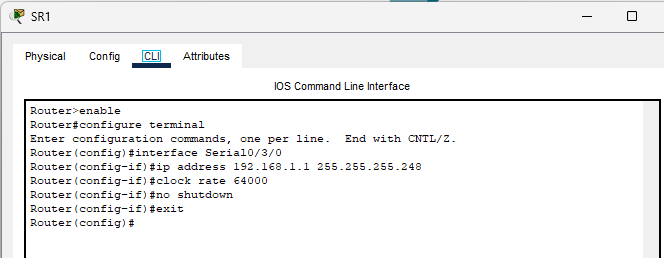 SR1
Physical Config CLI Attributes
IOS Command Line Interface
Router>enable
Router#configure terminal
Enter configuration commands, one per line.  End with CNTL/Z.
Router(config)#interface Serial0/3/0
Router(config-if)#ip address 192.168.1.1 255.255.255.248
Router(config-if)#clock rate 64000
Router(config-if)#no shutdown
Router(config-if)#exit
Router(config)#